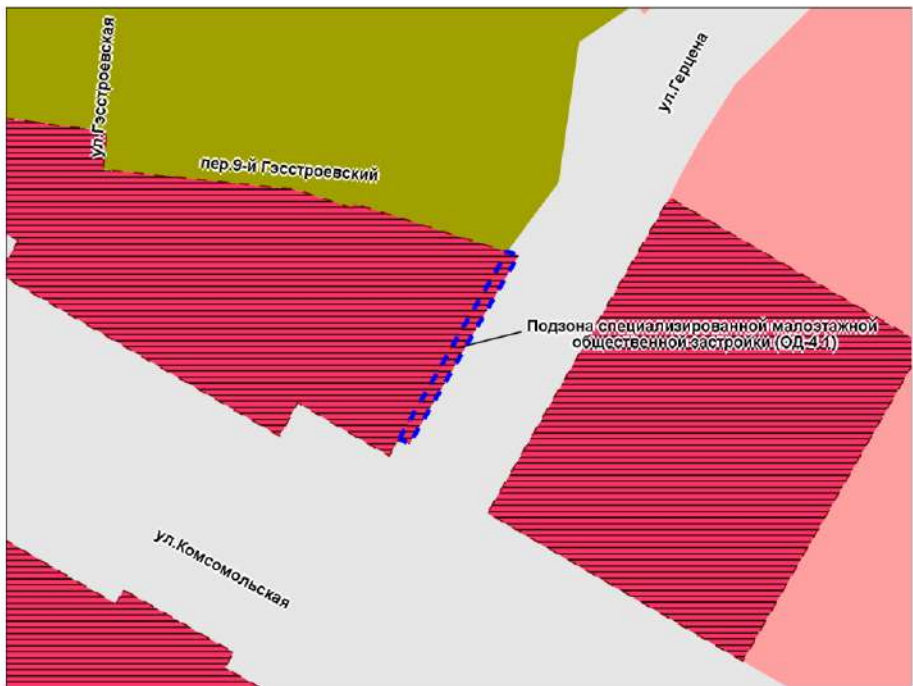 ул.Гэсстроевская
ул.Герцена
пер.9-й Гэсстроевский
Подзона специализированной малоэтажной
общественной застройки (ОД-4.1)
ул.Комсомольская